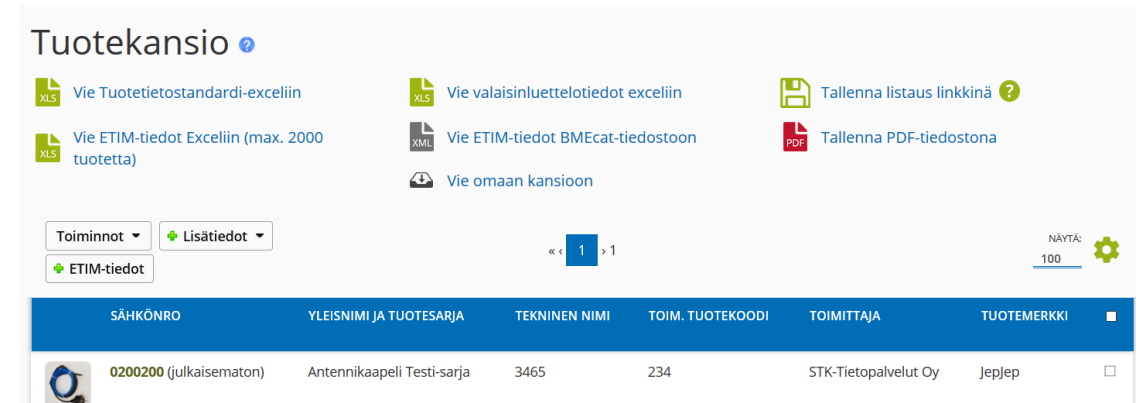 Tuotekansio ?
XLS Vie Tuotetietostandardi-exceliin
XLS Vie valaisinluettelotiedot exceliin
Tallenna listaus linkkinä ?
XLS Vie ETIM-tiedot Exceliin (max. 2000
tuotetta)
XML Vie ETIM-tiedot BMEcat-tiedostoon
PDF Tallenna PDF-tiedostona
Vie omaan kansioon
Toiminnot
Lisätiedot
ETIM-tiedot
« ‹ 1 › 1
NÄYTÄ:
100
SÄHKÖNRO YLEISNIMI JA TUOTESARJA TEKNINEN NIMI TOIM. TUOTEKOODI TOIMITTAJA TUOTEMERKKI
0200200 (julkaisematon) Antennikaapeli Testi-sarja 3465 234 STK-Tietopalvelut Oy JepJep